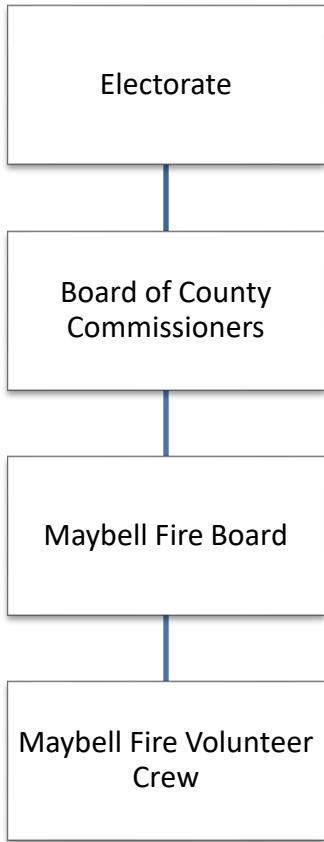 Electorate
Board of County
Commissioners
Maybell Fire Board
Maybell Fire Volunteer
Crew